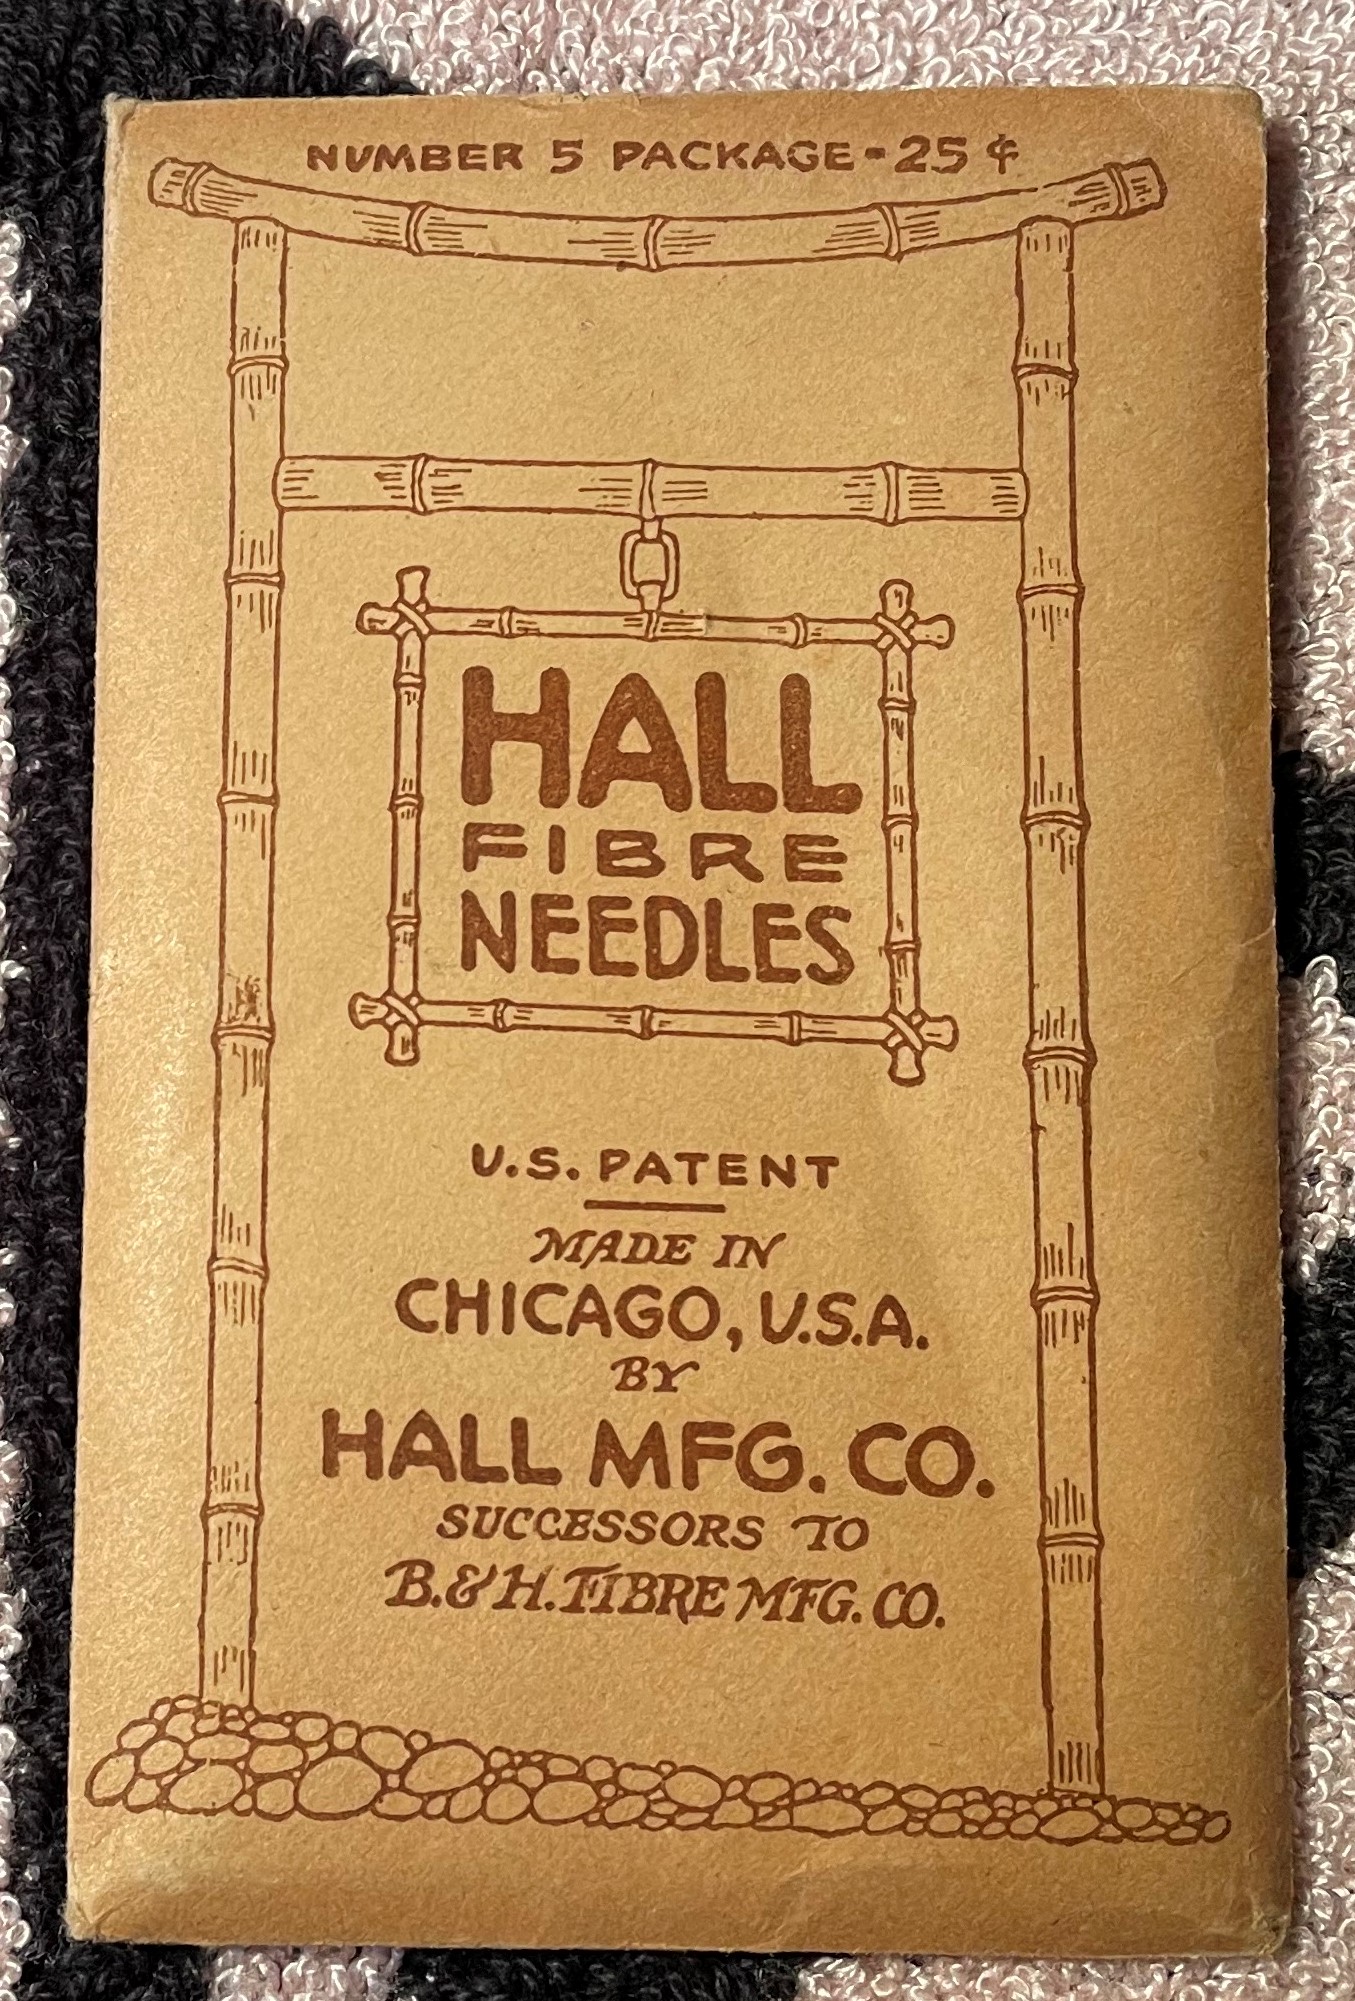 NUMBER 5 PACKAGE - 25 ¢
HALL
FIBRE
NEEDLES
U.S. PATENT
MADE IN
CHICAGO, U.S.A.
BY
HALL MFG. CO.
SUCCESSORS TO
B. & H. FIBRE MFG. CO.